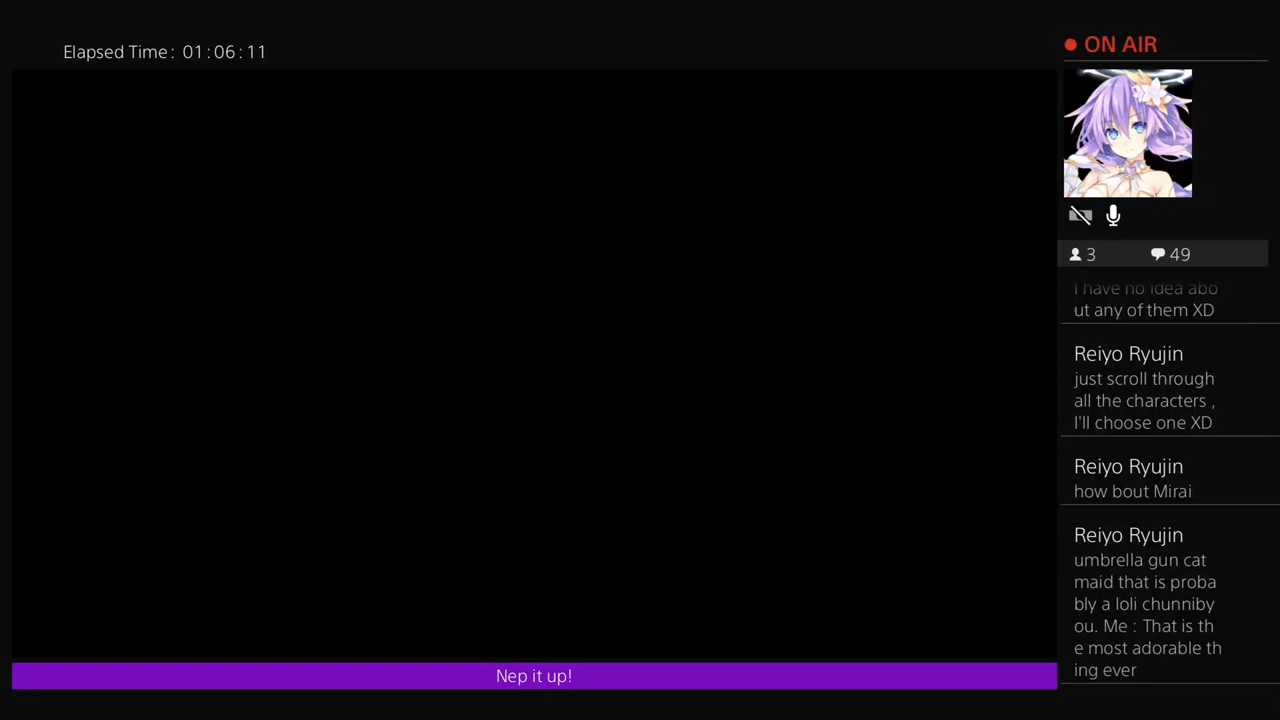 Elapsed Time: 01:06:11
ON AIR
3 49
I have no idea abo
ut any of them XD
Reiyo Ryujin
just scroll through
all the characters ,
I'll choose one XD
Reiyo Ryujin
how bout Mirai
Reiyo Ryujin
umbrella gun cat
maid that is proba
bly a loli chunniby
ou. Me : That is th
e most adorable th
ing ever
Nep it up!